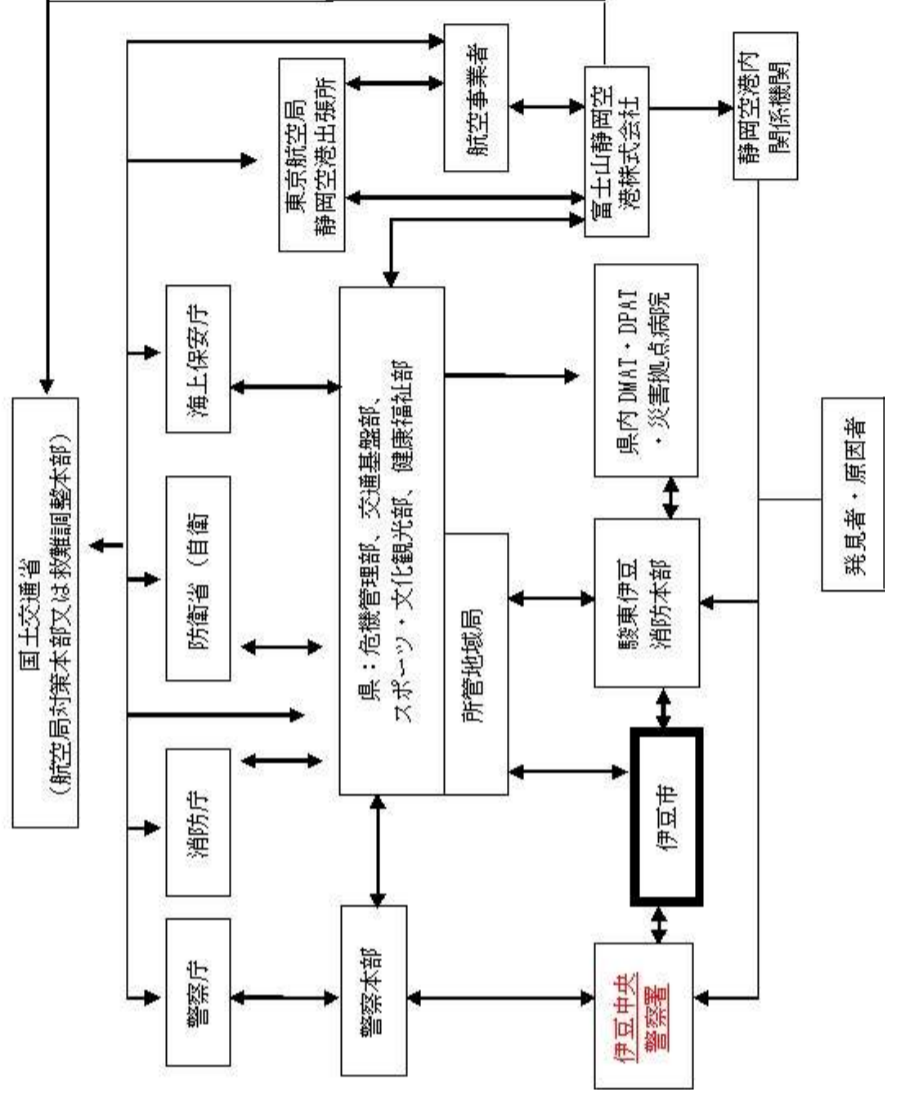 国土交通省
（航空局対策本部又は救難調整本部）
警察庁
消防庁
防衛省（自衛
海上保安庁
東京航空局
静岡空港出張所
航空事業者
警察本部
県：危機管理部、交通基盤部、
スポーツ・文化観光部、健康福祉部
所管地域局
富士山静岡空
港株式会社
伊豆中央
警察署
伊豆市
駿東伊豆
消防本部
県内 DMAT・DPAT
・災害拠点病院
静岡空港内
関係機関
発見者・原因者